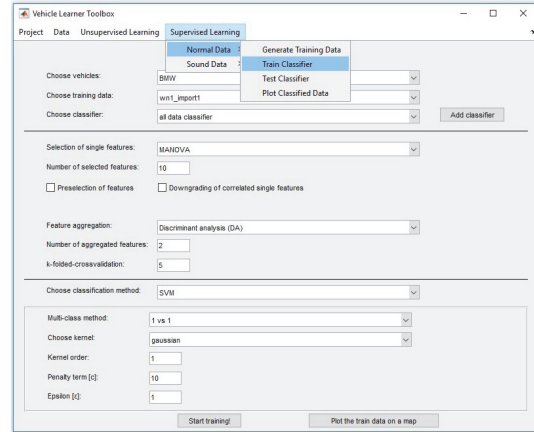 Vehicle Learner Toolbox
Project Data Unsupervised Learning Supervised Learning
Normal Data
Sound Data
Generate Training Data
Train Classifier
Test Classifier
Plot Classified Data
Choose vehicles: BMW
Choose training data: wn1_import1
Choose classifier: all data classifier Add classifier
Selection of single features: MANOVA
Number of selected features: 10
Preselection of features Downgrading of correlated single features
Feature aggregation: Discriminant analysis (DA)
Number of aggregated features: 2
k-folded-crossvalidation: 5
Choose classification method: SVM
Multi-class method: 1 vs 1
Choose kernel: gaussian
Kernel order: 1
Penalty term [c]: 10
Epsilon [ε]: 1
Start training! Plot the train data on a map